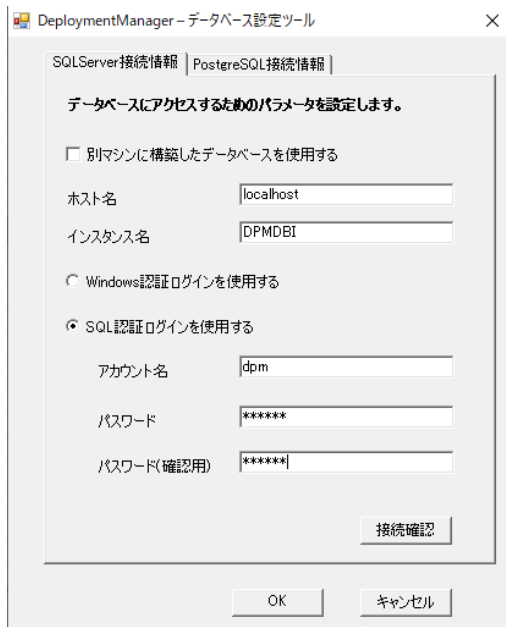 DeploymentManager – データベース設定ツール
SQLServer接続情報 PostgreSQL接続情報
データベースにアクセスするためのパラメータを設定します。
別マシンに構築したデータベースを使用する
ホスト名 localhost
インスタンス名 DPMDBI
Windows認証ログインを使用する
SQL認証ログインを使用する
アカウント名 dpm
パスワード ******
パスワード(確認用) ******
接続確認
OK キャンセル